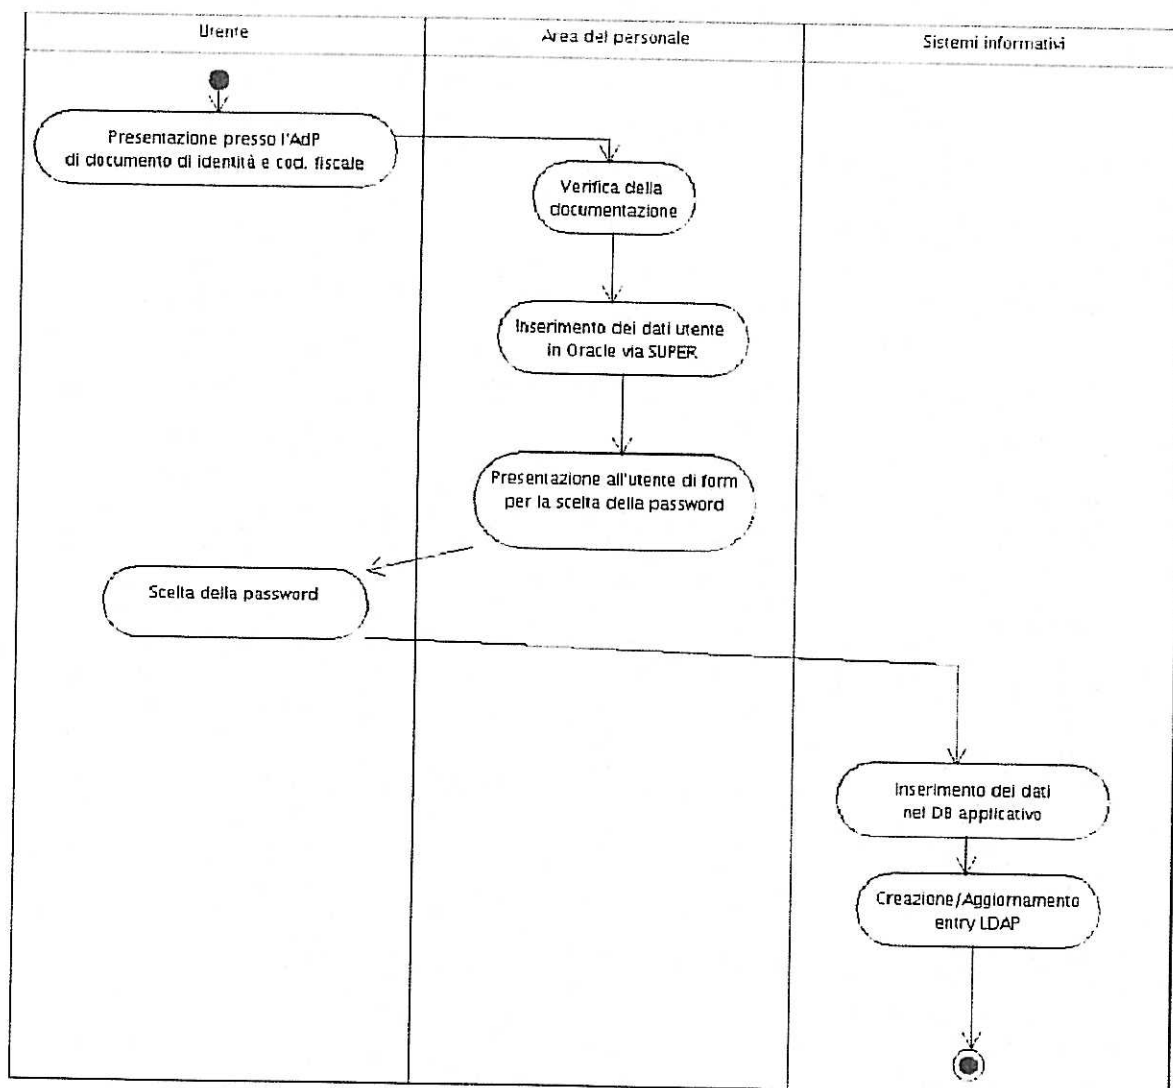 Utente
Area del personale
Sistemi informativi
Presentazione presso l'AdP
di documento di identità e cod. fiscale
Verifica della
documentazione
Inserimento dei dati utente
in Oracle via SUPER
Presentazione all'utente di form
per la scelta della password
Scelta della password
Inserimento dei dati
nel DB applicativo
Creazione/Aggiornamento
entry LDAP